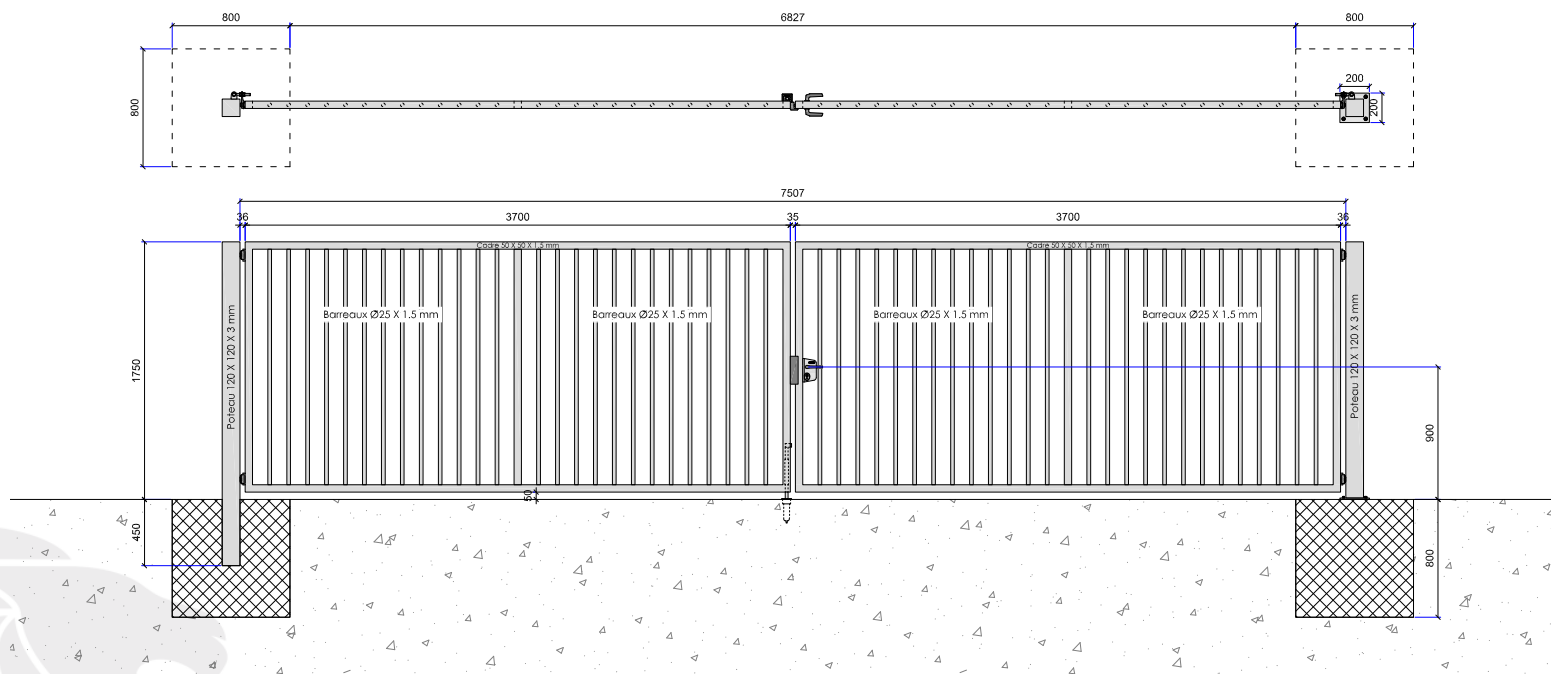 800
6827
800
800
200
200
7507
36
3700
35
3700
36
Cadre 50 X 50 X 1.5 mm
Cadre 50 X 50 X 1.5 mm
Barreaux Ø25 X 1.5 mm
Barreaux Ø25 X 1.5 mm
Barreaux Ø25 X 1.5 mm
Barreaux Ø25 X 1.5 mm
Poteau 120 X 120 X 3 mm
Poteau 120 X 120 X 3 mm
1750
900
50
450
800